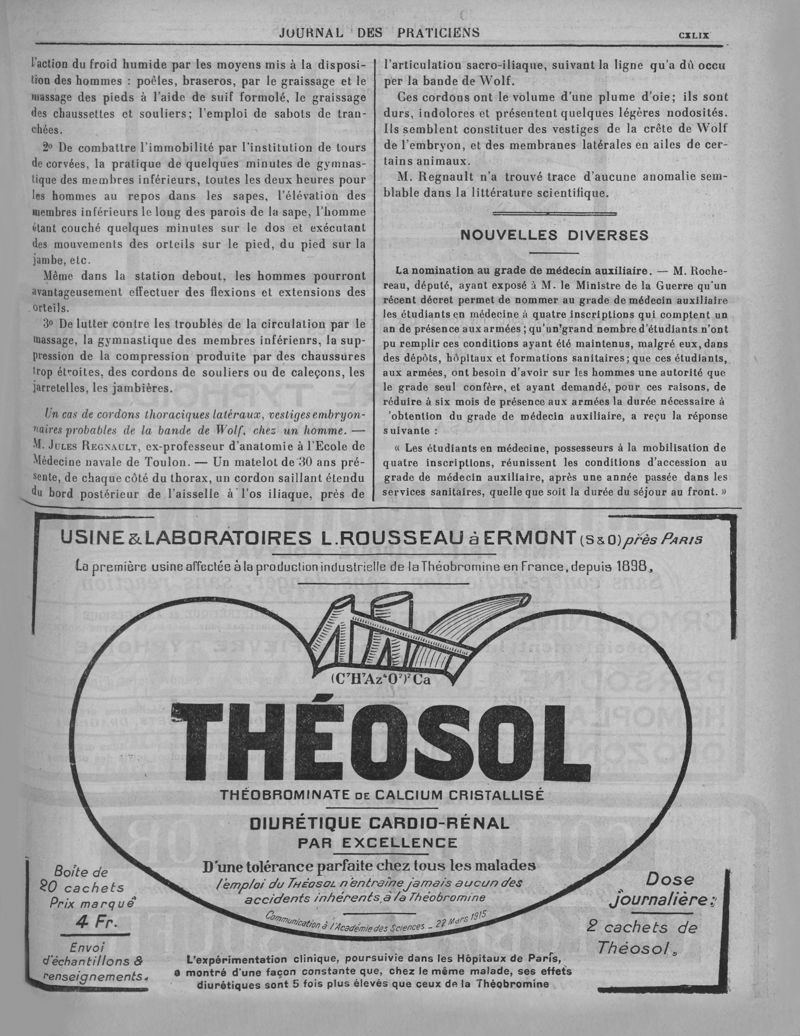 JOURNAL DES PRATICIENS
CXLIX
l'action du froid humide par les moyens mis à la disposi-
tion des hommes : poêles, braseros, par le graissage et le
massage des pieds à l'aide de suif formolé, le graissage
des chaussettes et souliers; l'emploi de sabots de tran-
chées.
2º De combattre l'immobilité par l'institution de tours
de corvées, la pratique de quelques minutes de gymnas-
tique des membres inférieurs, toutes les deux heures pour
les hommes au repos dans les sapes, l'élévation des
membres inférieurs le long des parois de la sape, l'homme
étant couché quelques minutes sur le dos et exécutant
des mouvements des orteils sur le pied, du pied sur la
jambe, etc.
Même dans la station debout, les hommes pourront
avantageusement effectuer des flexions et extensions des
orteils.
3º De lutter contre les troubles de la circulation par le
massage, la gymnastique des membres inférienrs, la sup-
pression de la compression produite par des chaussures
trop étroites, des cordons de souliers ou de caleçons, les
jarretelles, les jambières.
Un cas de cordons thoraciques latéraux, vestiges embryon-
naires probables de la bande de Wolf, chez un homme. —
M. JULES REGNAULT, ex-professeur d'anatomie à l'Ecole de
Médecine navale de Toulon. — Un matelot de 30 ans pré-
sente, de chaque côté du thorax, un cordon saillant étendu
du bord postérieur de l'aisselle à l'os iliaque, près de
l'articulation sacro-iliaque, suivant la ligne qu'a dû occu
per la bande de Wolf.
Ces cordons ont le volume d'une plume d'oie; ils sont
durs, indolores et présentent quelques légères nodosités.
Ils semblent constituer des vestiges de la crête de Wolf
de l'embryon, et des membranes latérales en ailes de cer-
tains animaux.
M. Regnault n'a trouvé trace d'aucune anomalie sem-
blable dans la littérature scientifique.
NOUVELLES DIVERSES
La nomination au grade de médecin auxiliaire. — M. Roche-
reau, député, ayant exposé à M. le Ministre de la Guerre qu'un
récent décret permet de nommer au grade de médecin auxiliaire
les étudiants en médecine à quatre inscriptions qui comptent un
an de présence aux armées; qu'un grand nombre d'étudiants n'ont
pu remplir ces conditions ayant été maintenus, malgré eux, dans
des dépôts, hôpitaux et formations sanitaires; que ces étudiants,
aux armées, ont besoin d'avoir sur les hommes une autorité que
le grade seul confère, et ayant demandé, pour ces raisons, de
réduire à six mois de présence aux armées la durée nécessaire à
'obtention du grade de médecin auxiliaire, a reçu la réponse
suivante :
« Les étudiants en médecine, possesseurs à la mobilisation de
quatre inscriptions, réunissent les conditions d'accession au
grade de médecin auxiliaire, après une année passée dans les
services sanitaires, quelle que soit la durée du séjour au front. »
USINE & LABORATOIRES L. ROUSSEAU à ERMONT (S & O) près PARIS
La première usine affectée à la production industrielle de la Théobromine en France, depuis 1898,
(C⁷H⁷Az⁴O²)² Ca
THÉOSOL
THÉOBROMINATE DE CALCIUM CRISTALLISÉ
DIURÉTIQUE CARDIO-RÉNAL
PAR EXCELLENCE
D'une tolérance parfaite chez tous les malades
l'emploi du THÉOSOL n'entraîne jamais aucun des
accidents inhérents à la Théobromine
Communication à l'Académie des Sciences - 22 Mars 1915
Boîte de
20 cachets
Prix marqué
4 Fr.
Envoi
d'échantillons &
renseignements.
L'expérimentation clinique, poursuivie dans les Hôpitaux de Paris,
a montré d'une façon constante que, chez le même malade, ses effets
diurétiques sont 5 fois plus élevés que ceux de la Théobromine
Dose
journalière:
2 cachets de
Théosol.